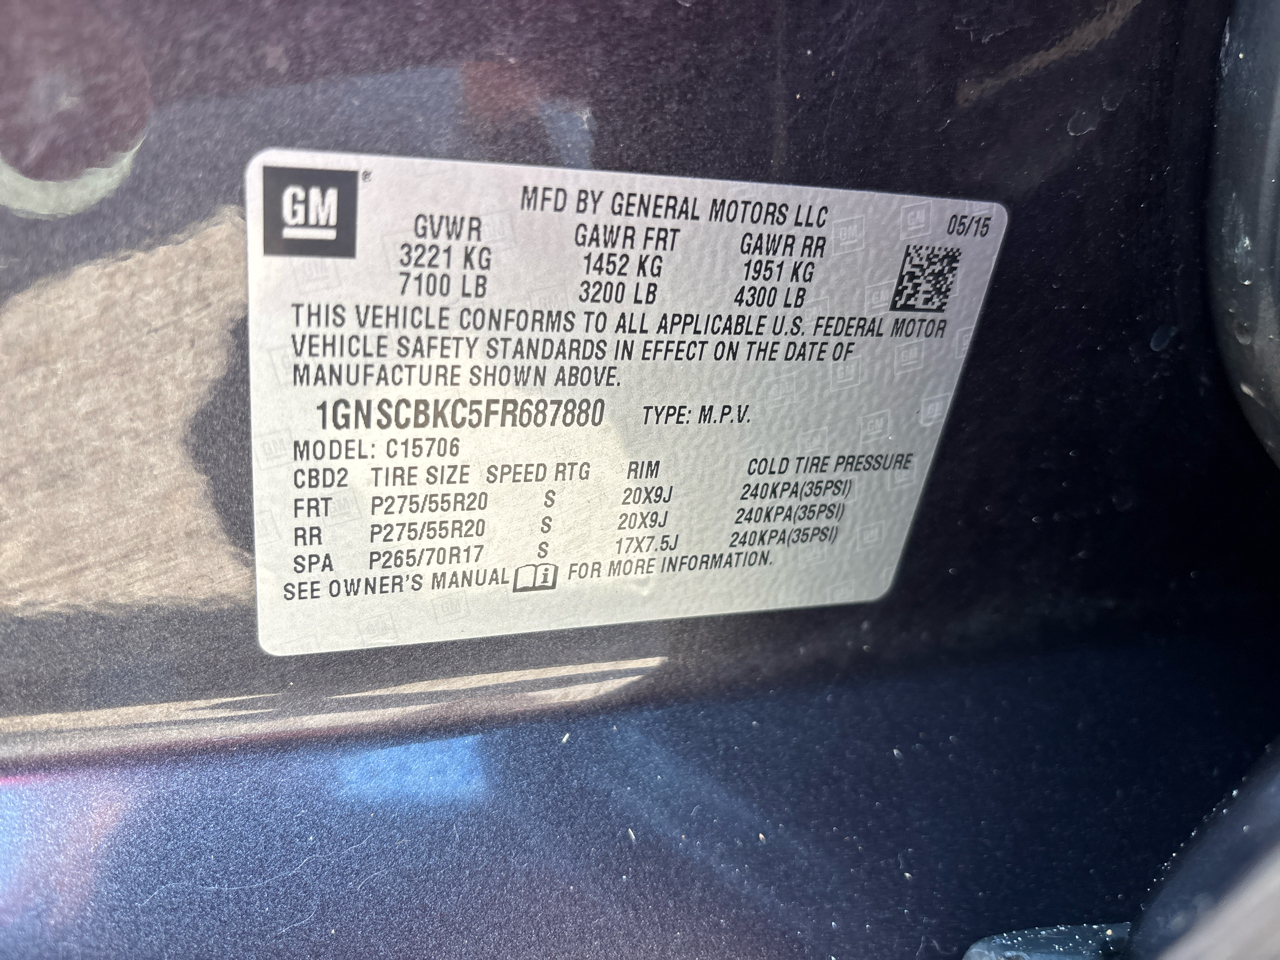 GM®
MFD BY GENERAL MOTORS LLC
05/15
GVWR GAWR FRT GAWR RR
3221 KG 1452 KG 1951 KG
7100 LB 3200 LB 4300 LB
THIS VEHICLE CONFORMS TO ALL APPLICABLE U.S. FEDERAL MOTOR
VEHICLE SAFETY STANDARDS IN EFFECT ON THE DATE OF
MANUFACTURE SHOWN ABOVE.
1GNSCBKC5FR687880 TYPE: M.P.V.
MODEL: C15706
CBD2 TIRE SIZE SPEED RTG RIM COLD TIRE PRESSURE
FRT P275/55R20 S 20X9J 240KPA(35PSI)
RR P275/55R20 S 20X9J 240KPA(35PSI)
SPA P265/70R17 S 17X7.5J 240KPA(35PSI)
SEE OWNER'S MANUAL i FOR MORE INFORMATION.